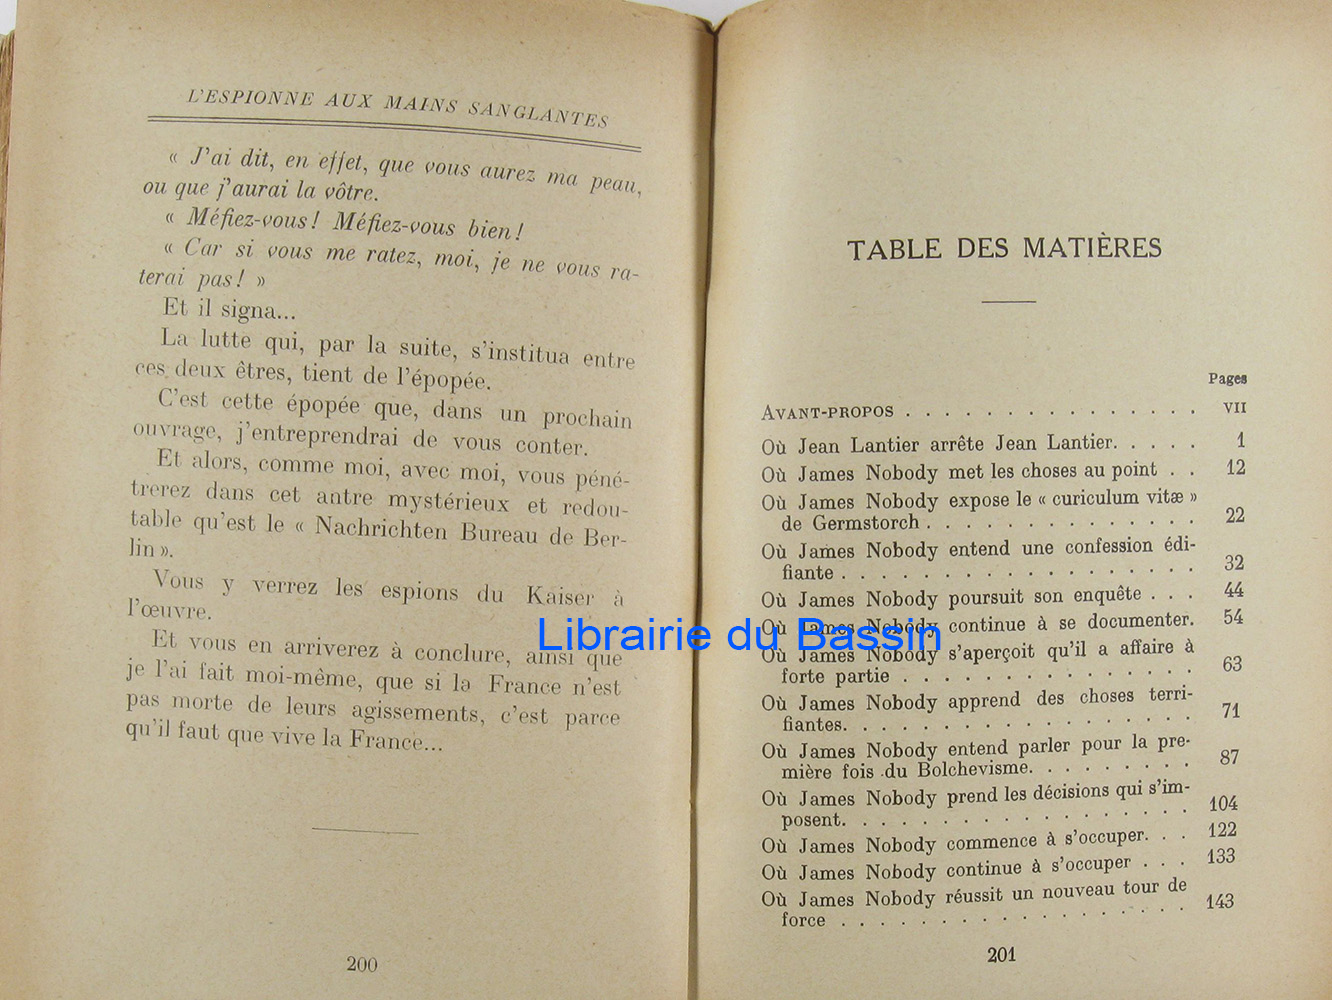 L'ESPIONNE AUX MAINS SANGLANTES
« J'ai dit, en effet, que vous aurez ma peau,
ou que j'aurai la vôtre.
« Méfiez-vous ! Méfiez-vous bien !
« Car si vous me ratez, moi, je ne vous ra-
terai pas ! »
Et il signa...
La lutte qui, par la suite, s'institua entre
ces deux êtres, tient de l'épopée.
C'est cette épopée que, dans un prochain
ouvrage, j'entreprendrai de vous conter.
Et alors, comme moi, avec moi, vous péné-
trerez dans cet antre mystérieux et redou-
table qu'est le « Nachrichten Bureau de Ber-
lin ».
Vous y verrez les espions du Kaiser à
l'œuvre.
Et vous en arriverez à conclure, ainsi que
je l'ai fait moi-même, que si la France n'est
pas morte de leurs agissements, c'est parce
qu'il faut que vive la France...
200
TABLE DES MATIÈRES
Pages
AVANT-PROPOS . . . . . . . . . . . . . . . VII
Où Jean Lantier arrête Jean Lantier. . . . . 1
Où James Nobody met les choses au point . . 12
Où James Nobody expose le « curiculum vitæ »
de Germstorch . . . . . . . . . . . . . . 22
Où James Nobody entend une confession édi-
fiante . . . . . . . . . . . . . . . . . . 32
Où James Nobody poursuit son enquête . . . 44
Où James Nobody continue à se documenter. 54
Où James Nobody s'aperçoit qu'il a affaire à
forte partie . . . . . . . . . . . . . . . 63
Où James Nobody apprend des choses terri-
fiantes. . . . . . . . . . . . . . . . . . 71
Où James Nobody entend parler pour la pre-
mière fois du Bolchevisme. . . . . . . . . 87
Où James Nobody prend les décisions qui s'im-
posent. . . . . . . . . . . . . . . . . . 104
Où James Nobody commence à s'occuper. . . 122
Où James Nobody continue à s'occuper . . . 133
Où James Nobody réussit un nouveau tour de
force . . . . . . . . . . . . . . . . . . 143
201
Librairie du Bassin